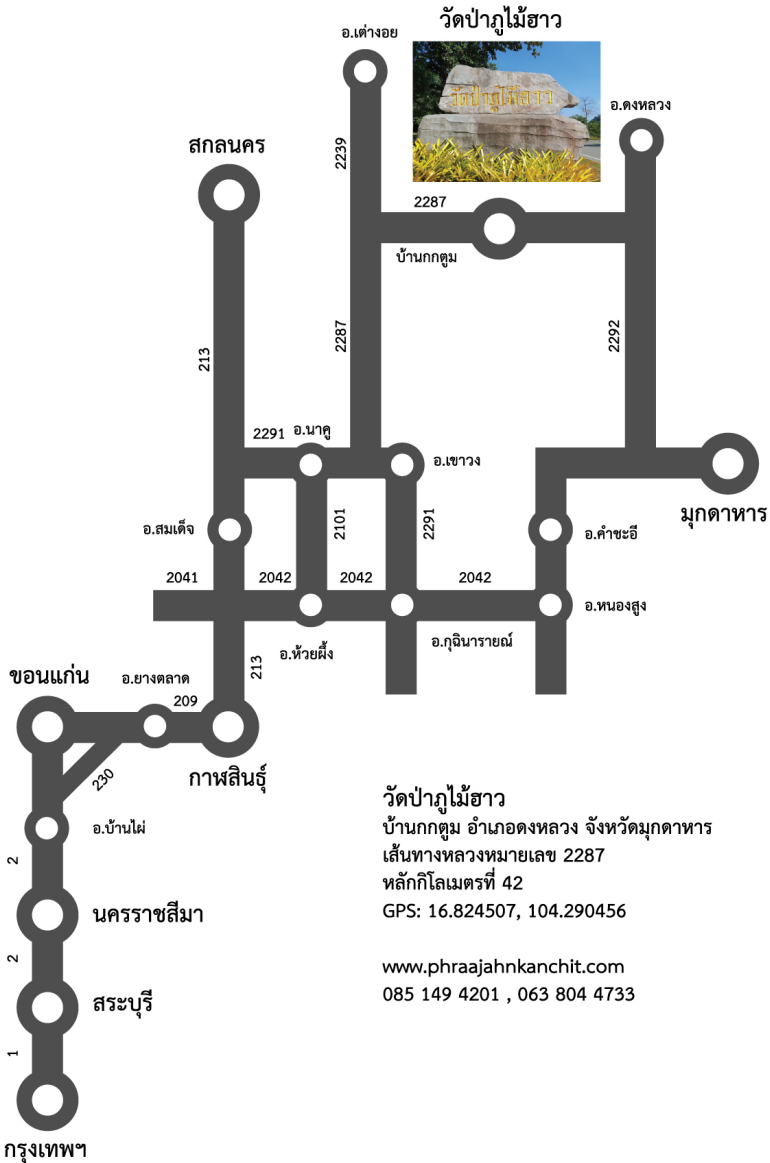 วัดป่าภูไม้ฮาว
อ.เต่างอย
วัดป่าภูไม้ฮาว
อ.ดงหลวง
สกลนคร
2239
2287
บ้านกกตูม
213
2287
2292
2291
อ.นาคู
อ.เขาวง
มุกดาหาร
อ.สมเด็จ
2101
2291
อ.คำชะอี
2041
2042
2042
2042
อ.หนองสูง
อ.ห้วยผึ้ง
อ.กุฉินารายณ์
213
ขอนแก่น
อ.ยางตลาด
209
กาฬสินธุ์
230
อ.บ้านไผ่
2
นครราชสีมา
2
สระบุรี
1
กรุงเทพฯ
วัดป่าภูไม้ฮาว
บ้านกกตูม อำเภอดงหลวง จังหวัดมุกดาหาร
เส้นทางหลวงหมายเลข 2287
หลักกิโลเมตรที่ 42
GPS: 16.824507, 104.290456
www.phraajahnkanchit.com
085 149 4201 , 063 804 4733